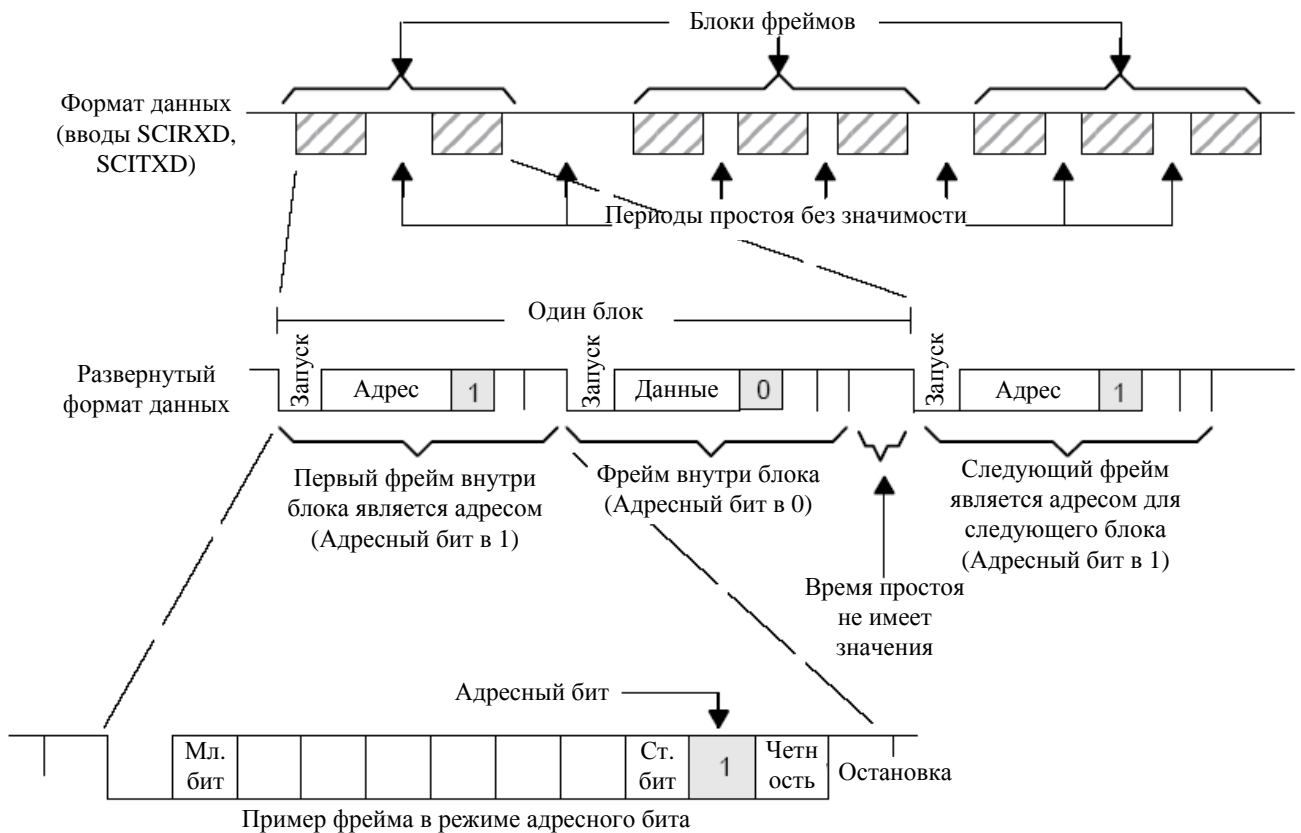 Блоки фреймов
Формат данных
(вводы SCIRXD,
SCITXD)
Периоды простоя без значимости
Один блок
Развернутый
формат данных
Запуск
Адрес
1
Запуск
Данные
0
Запуск
Адрес
1
Первый фрейм внутри
блока является адресом
(Адресный бит в 1)
Фрейм внутри блока
(Адресный бит в 0)
Следующий фрейм
является адресом для
следующего блока
(Адресный бит в 1)
Время простоя
не имеет
значения
Адресный бит
Мл.
бит
Ст.
бит
1
Четн
ость
Остановка
Пример фрейма в режиме адресного бита